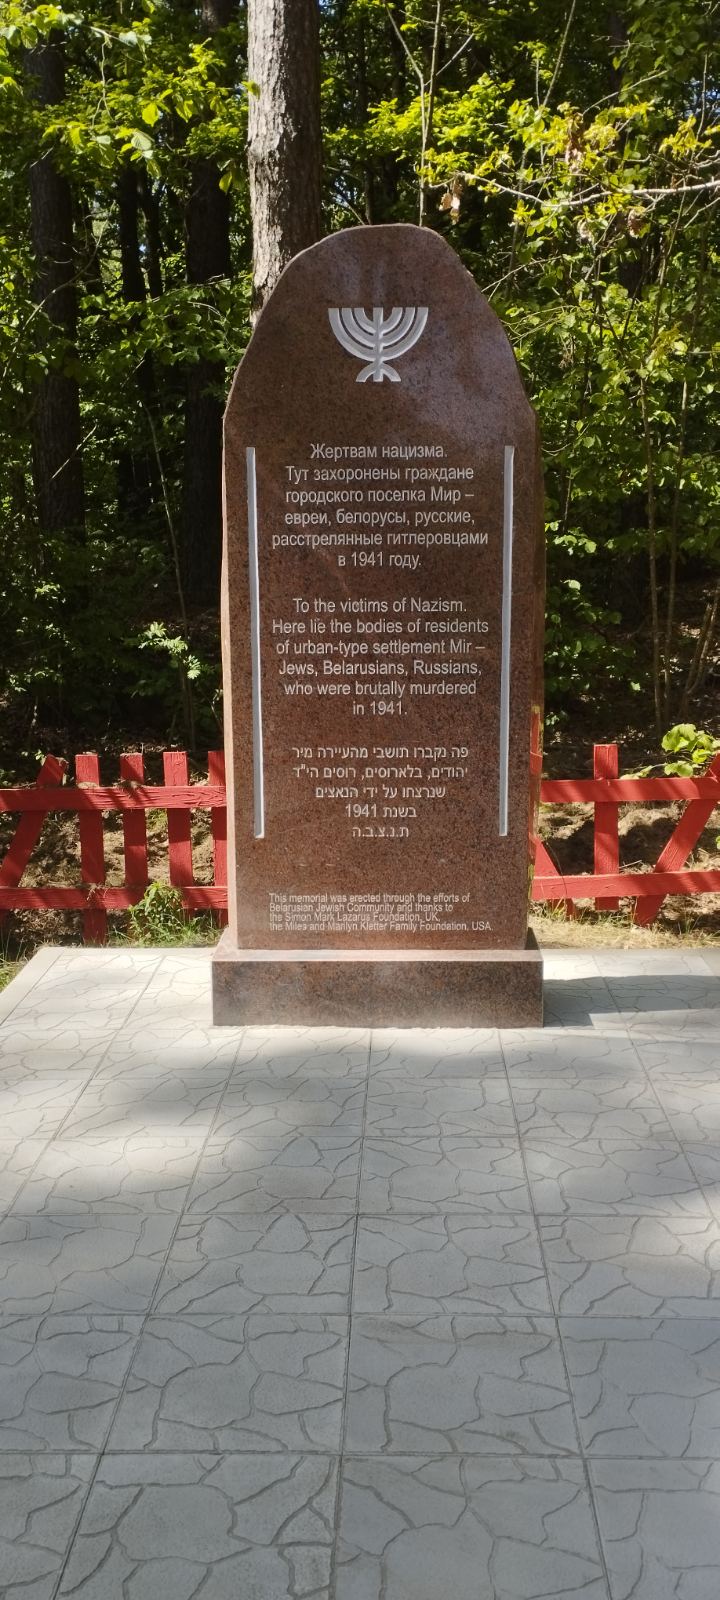 Жертвам нацизма.
Тут захоронены граждане
городского поселка Мир –
евреи, белорусы, русские,
расстрелянные гитлеровцами
в 1941 году.
To the victims of Nazism.
Here lie the bodies of residents
of urban-type settlement Mir –
Jews, Belarusians, Russians,
who were brutally murdered
in 1941.
פה נקברו תושבי מהעיירה מיר
יהודים, בלארוסים, רוסים הי"ד
שנרצחו על ידי הנאצים
בשנת 1941
ת.נ.צ.ב.ה
This memorial was erected through the efforts of
Belarusian Jewish Community and thanks to
the Simon Mark Lazarus Foundation, UK,
the Miles and Marilyn Kletter Family Foundation, USA.